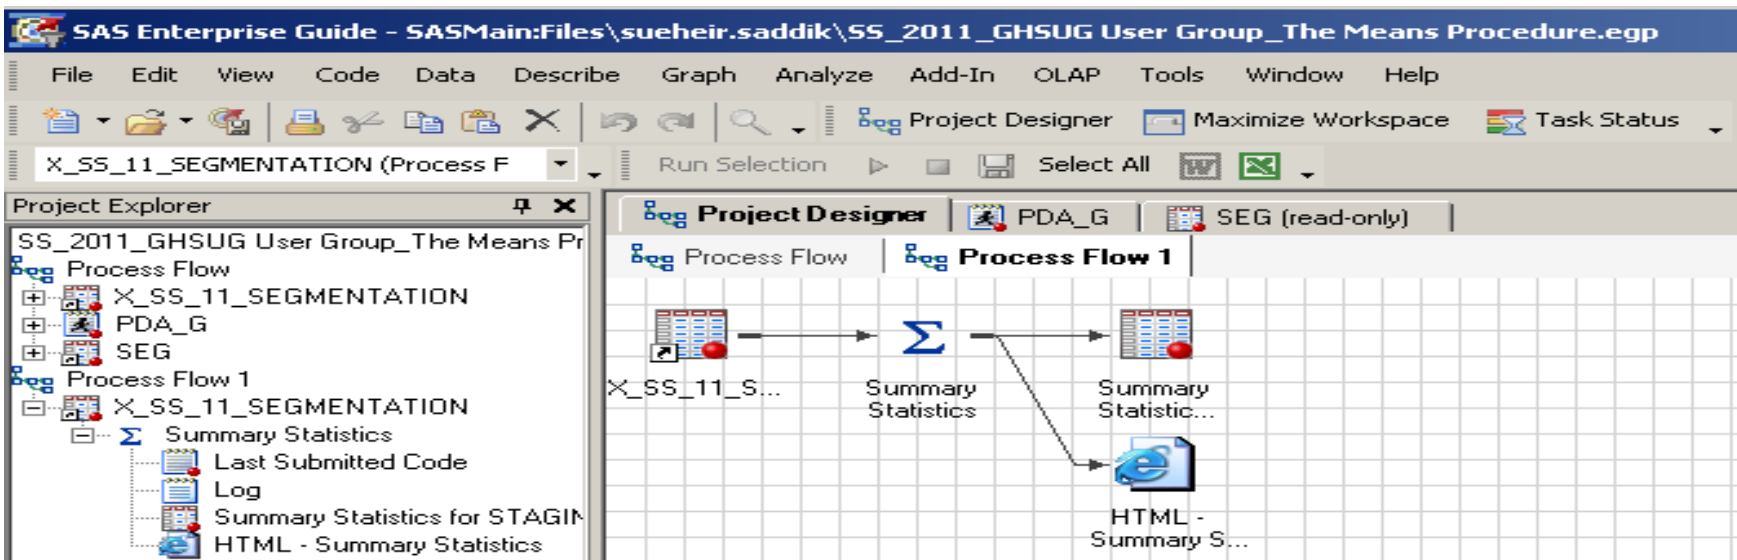 SAS Enterprise Guide - SASMain:Files\sueheir.saddik\SS_2011_GHSUG User Group_The Means Procedure.egp
File Edit View Code Data Describe Graph Analyze Add-In OLAP Tools Window Help
Project Designer Maximize Workspace Task Status
X_SS_11_SEGMENTATION (Process F Run Selection Select All
Project Explorer
SS_2011_GHSUG User Group_The Means Pr
Process Flow
X_SS_11_SEGMENTATION
PDA_G
SEG
Process Flow 1
X_SS_11_SEGMENTATION
Summary Statistics
Last Submitted Code
Log
Summary Statistics for STAGIN
HTML - Summary Statistics
Project Designer PDA_G SEG (read-only)
Process Flow Process Flow 1
X_SS_11_S...
Summary
Statistics
Summary
Statistic...
HTML -
Summary S...